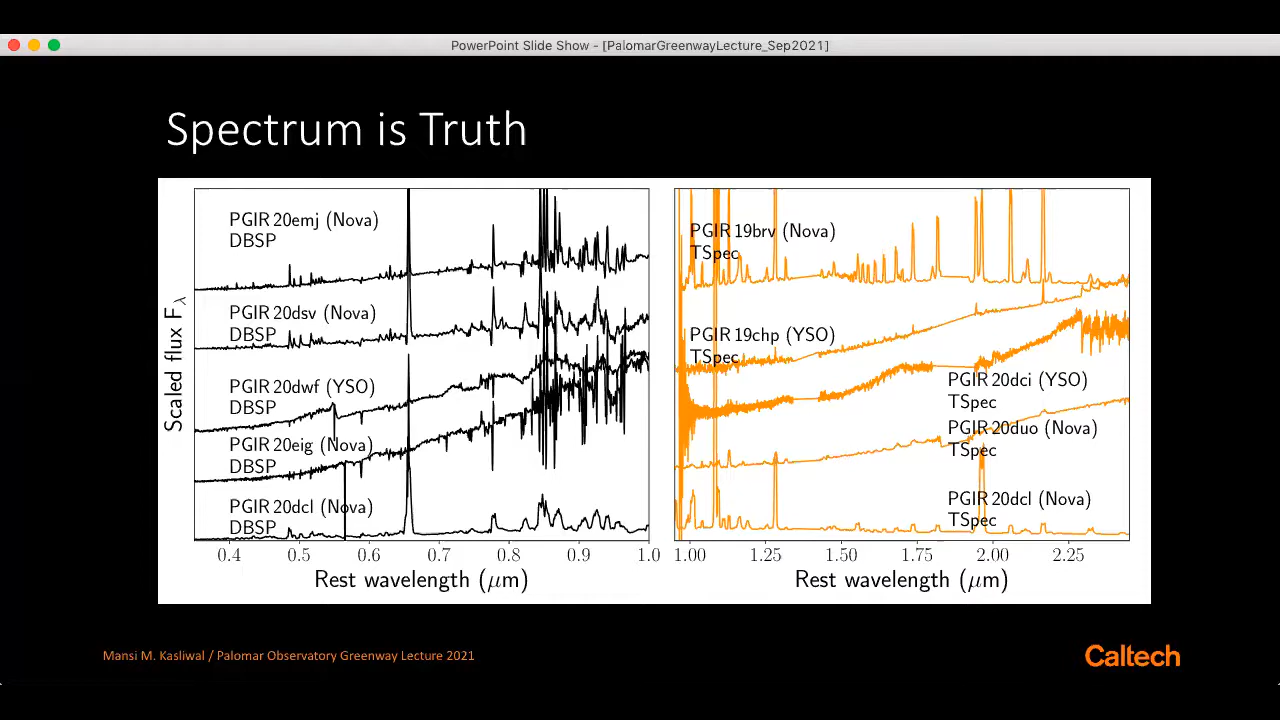 PowerPoint Slide Show - [PalomarGreenwayLecture_Sep2021]
Spectrum is Truth
Scaled flux Fλ
PGIR 20emj (Nova)
DBSP
PGIR 20dsv (Nova)
DBSP
PGIR 20dwf (YSO)
DBSP
PGIR 20eig (Nova)
DBSP
PGIR 20dcl (Nova)
DBSP
0.4 0.5 0.6 0.7 0.8 0.9 1.0
Rest wavelength (μm)
PGIR 19brv (Nova)
TSpec
PGIR 19chp (YSO)
TSpec
PGIR 20dci (YSO)
TSpec
PGIR 20duo (Nova)
TSpec
PGIR 20dcl (Nova)
TSpec
1.00 1.25 1.50 1.75 2.00 2.25
Rest wavelength (μm)
Mansi M. Kasliwal / Palomar Observatory Greenway Lecture 2021
Caltech